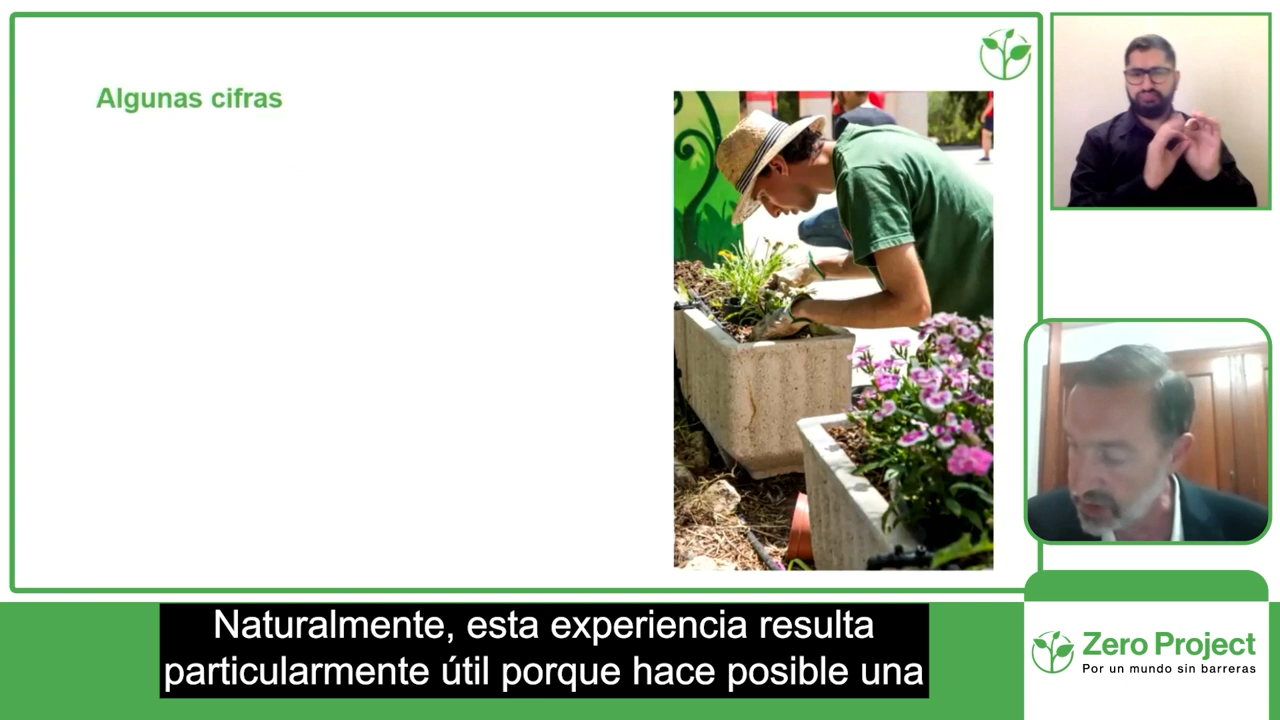 Algunas cifras
Naturalmente, esta experiencia resulta
particularmente útil porque hace posible una
Zero Project
Por un mundo sin barreras